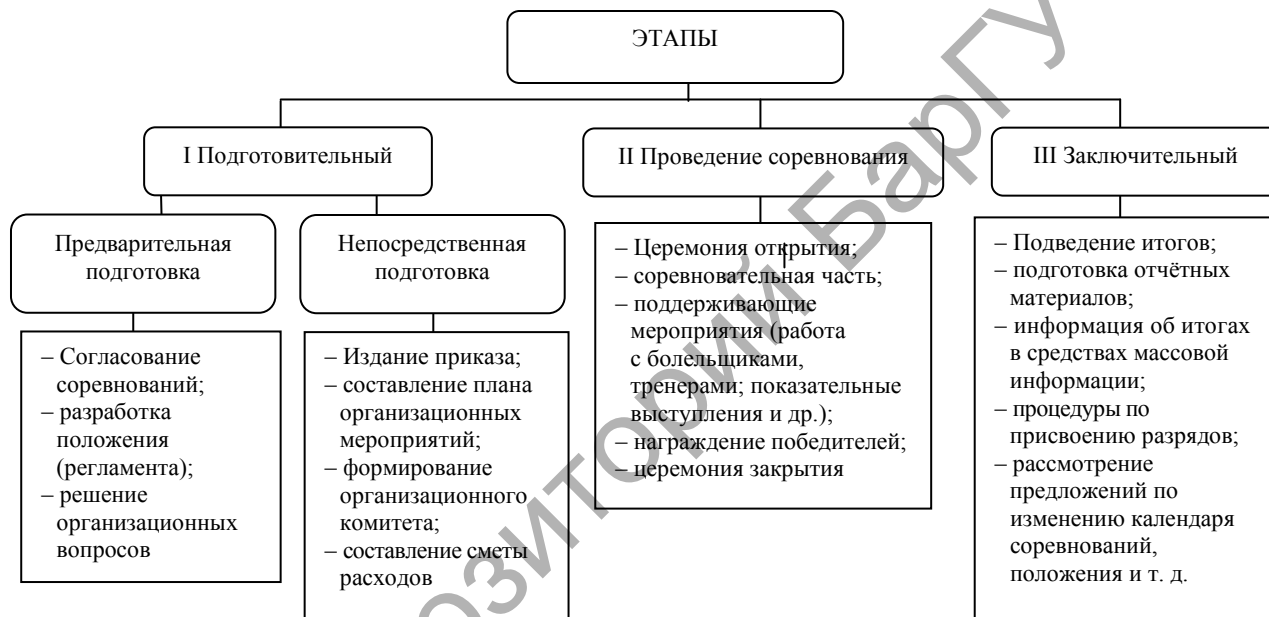 ЭТАПЫ
I Подготовительный
II Проведение соревнования
III Заключительный
Предварительная
подготовка
Непосредственная
подготовка
– Согласование
соревнований;
– разработка
положения
(регламента);
– решение
организационных
вопросов
– Издание приказа;
– составление плана
организационных
мероприятий;
– формирование
организационного
комитета;
– составление сметы
расходов
– Церемония открытия;
– соревновательная часть;
– поддерживающие
мероприятия (работа
с болельщиками,
тренерами; показательные
выступления и др.);
– награждение победителей;
– церемония закрытия
– Подведение итогов;
– подготовка отчётных
материалов;
– информация об итогах
в средствах массовой
информации;
– процедуры по
присвоению разрядов;
– рассмотрение
предложений по
изменению календаря
соревнований,
положения и т. д.
озиторий БарГУ